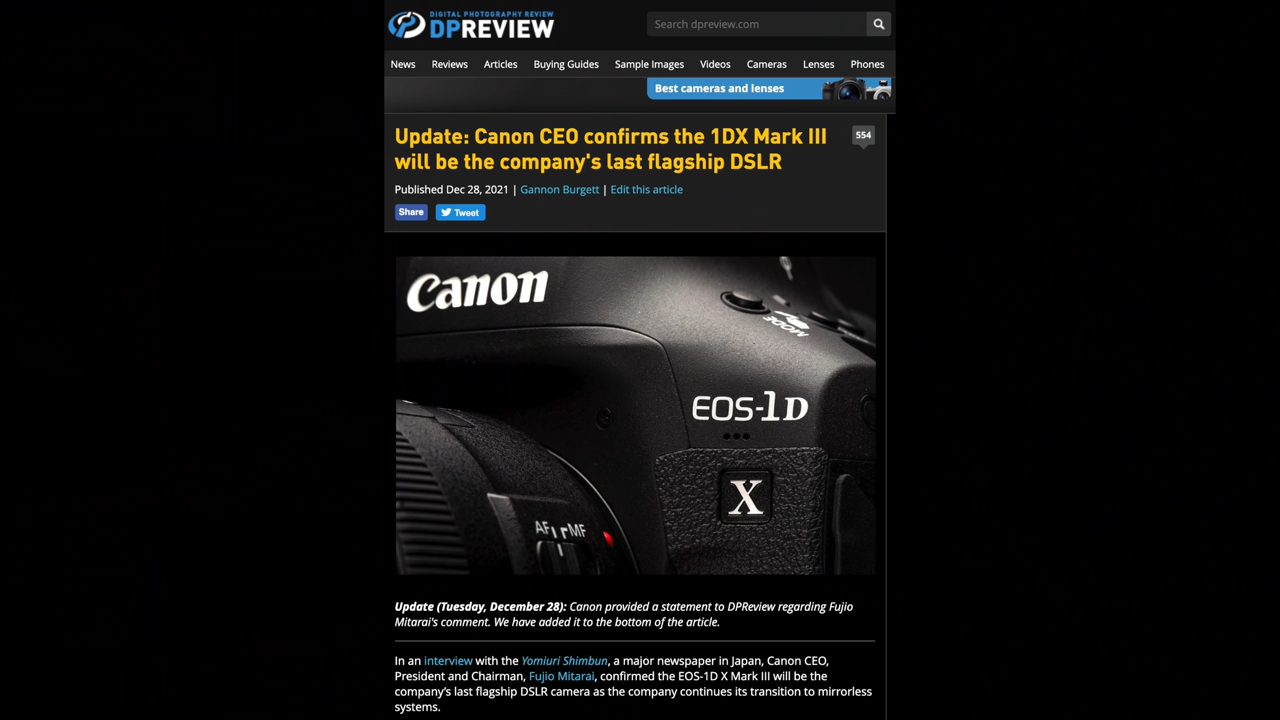 DIGITAL PHOTOGRAPHY REVIEW
DPREVIEW
Search dpreview.com
News Reviews Articles Buying Guides Sample Images Videos Cameras Lenses Phones
Best cameras and lenses
Update: Canon CEO confirms the 1DX Mark III
will be the company's last flagship DSLR
554
Published Dec 28, 2021 | Gannon Burgett | Edit this article
Share Tweet
Canon
MODE
EOS-1D
X
AF MF
Update (Tuesday, December 28): Canon provided a statement to DPReview regarding Fujio
Mitarai's comment. We have added it to the bottom of the article.
In an interview with the Yomiuri Shimbun, a major newspaper in Japan, Canon CEO,
President and Chairman, Fujio Mitarai, confirmed the EOS-1D X Mark III will be the
company's last flagship DSLR camera as the company continues its transition to mirrorless
systems.